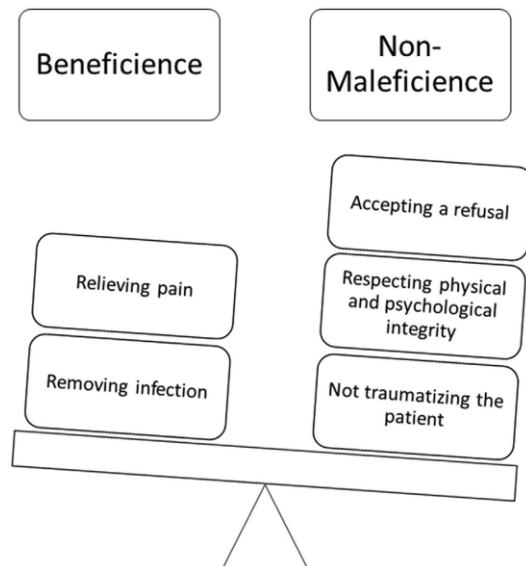 Beneficience
Non-
Maleficience
Accepting a refusal
Relieving pain
Respecting physical
and psychological
integrity
Removing infection
Not traumatizing the
patient